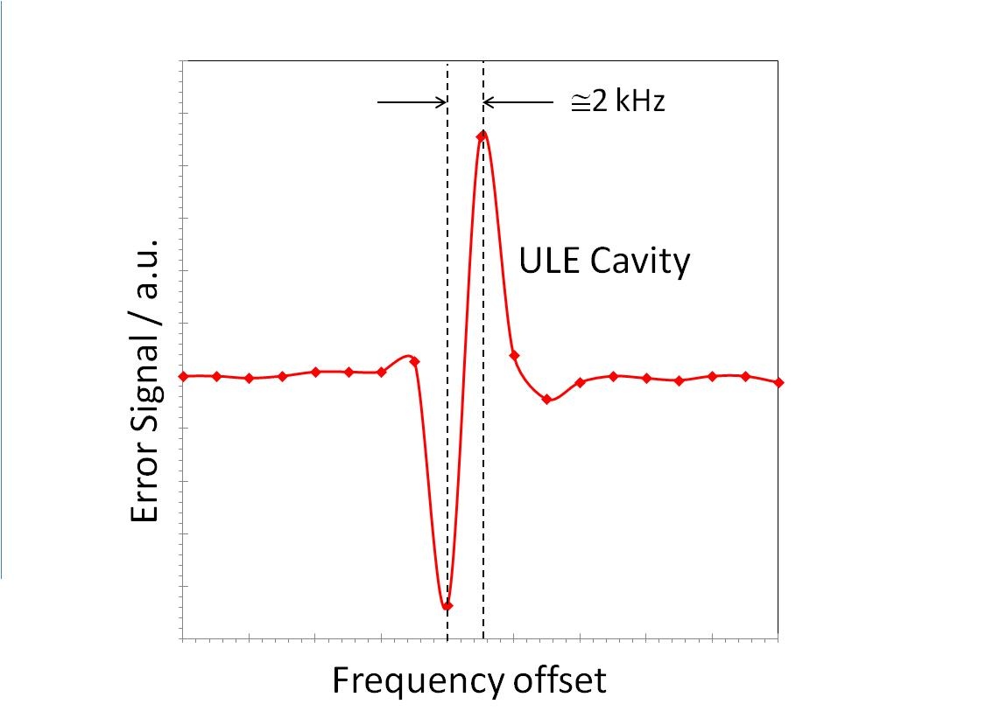 ≅2 kHz
ULE Cavity
Error Signal / a.u.
Frequency offset